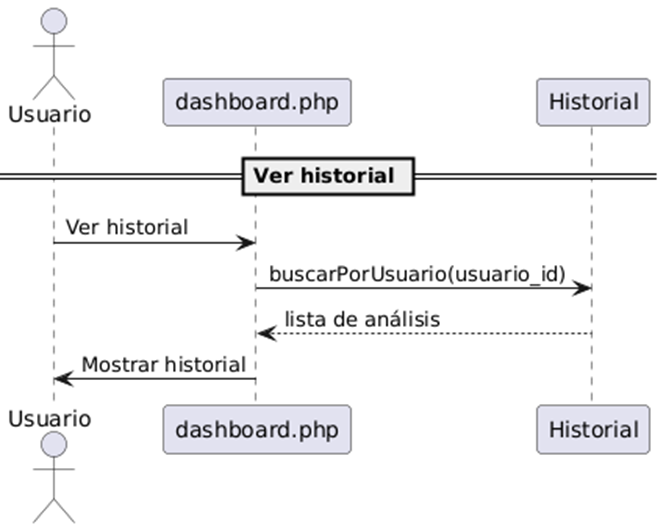 Usuario
dashboard.php
Historial
Ver historial
Ver historial
buscarPorUsuario(usuario_id)
lista de análisis
Mostrar historial
Usuario
dashboard.php
Historial